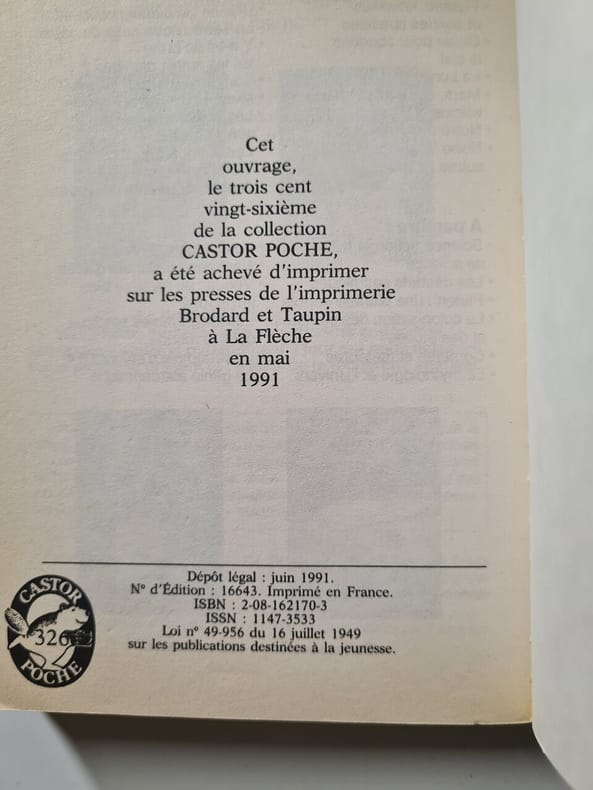 Cet
ouvrage,
le trois cent
vingt-sixième
de la collection
CASTOR POCHE,
a été achevé d'imprimer
sur les presses de l'imprimerie
Brodard et Taupin
à La Flèche
en mai
1991
Dépôt légal : juin 1991.
N° d'Édition : 16643. Imprimé en France.
ISBN : 2-08-162170-3
ISSN : 1147-3533
Loi n° 49-956 du 16 juillet 1949
sur les publications destinées à la jeunesse.
CASTOR
326
POCHE